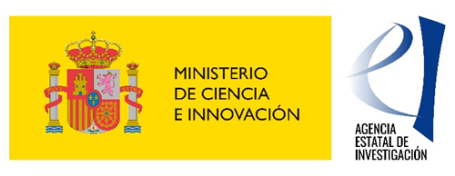 MINISTERIO
DE CIENCIA
E INNOVACIÓN
AGENCIA
ESTATAL DE
INVESTIGACIÓN